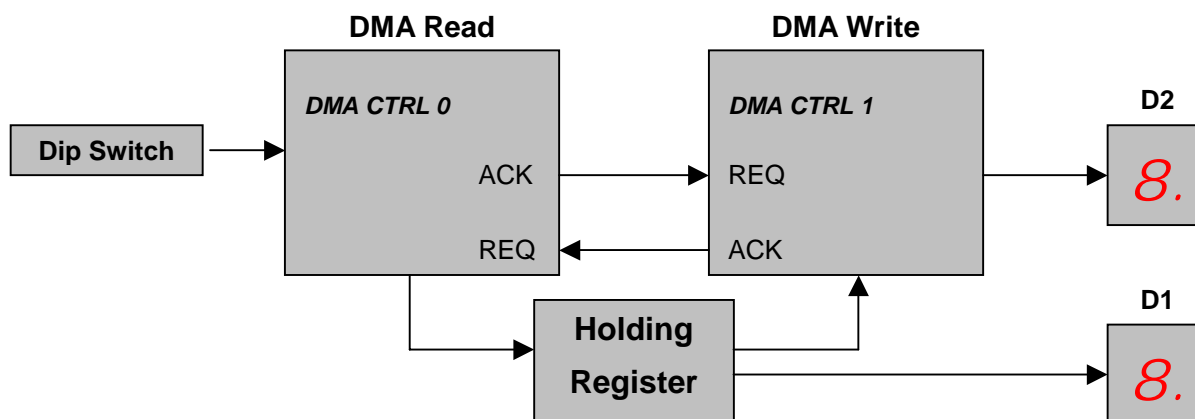 DMA Read
DMA Write
DMA CTRL 0
DMA CTRL 1
D2
Dip Switch
ACK
REQ
8.
REQ
ACK
D1
Holding
Register
8.